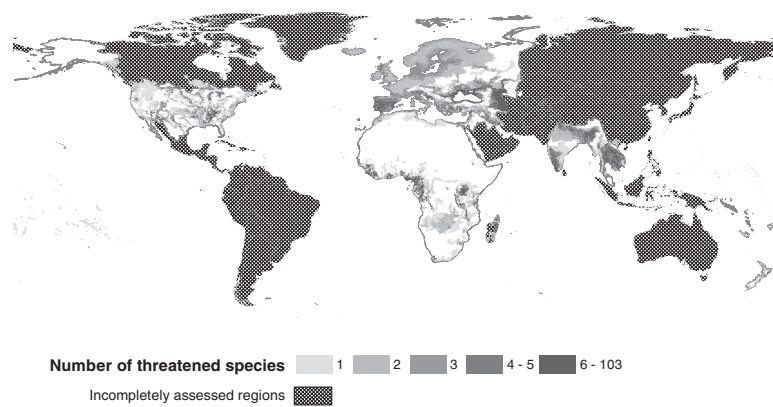 Number of threatened species 1 2 3 4 - 5 6 - 103
Incompletely assessed regions